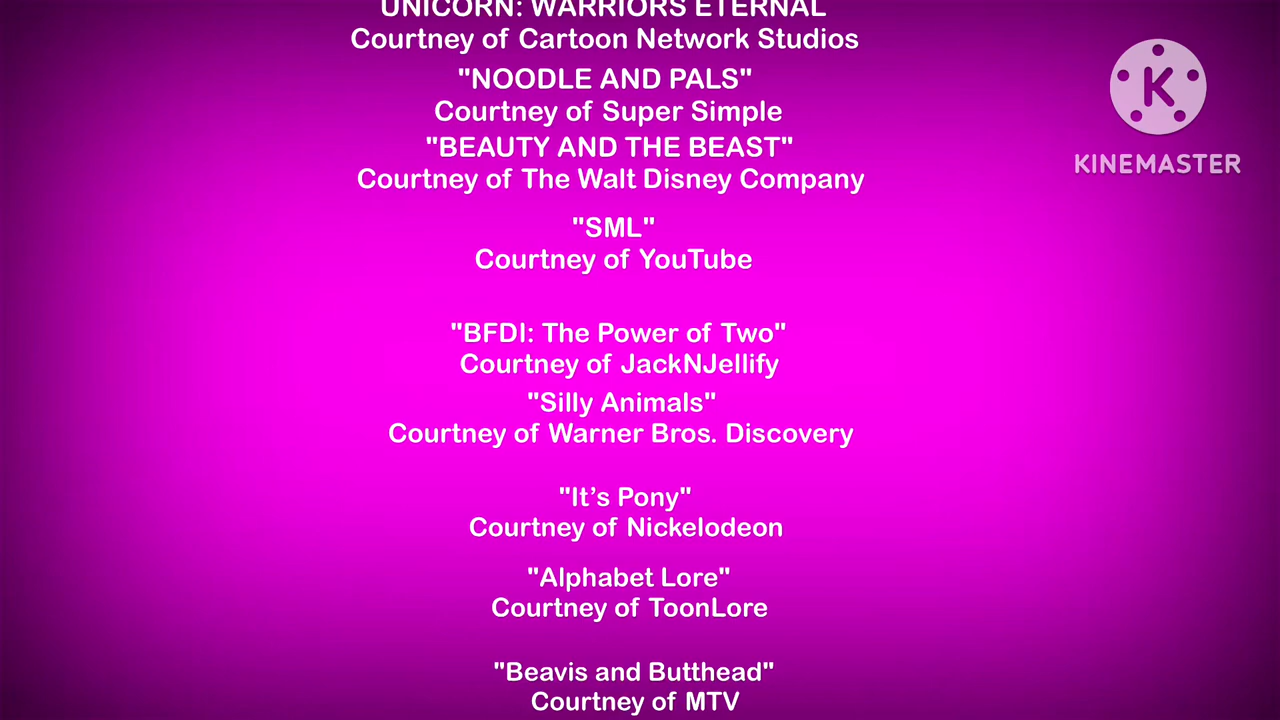 UNICORN: WARRIORS ETERNAL
Courtney of Cartoon Network Studios
"NOODLE AND PALS"
Courtney of Super Simple
"BEAUTY AND THE BEAST"
Courtney of The Walt Disney Company
"SML"
Courtney of YouTube
"BFDI: The Power of Two"
Courtney of JackNJellify
"Silly Animals"
Courtney of Warner Bros. Discovery
"It’s Pony"
Courtney of Nickelodeon
"Alphabet Lore"
Courtney of ToonLore
"Beavis and Butthead"
Courtney of MTV
K
KINEMASTER